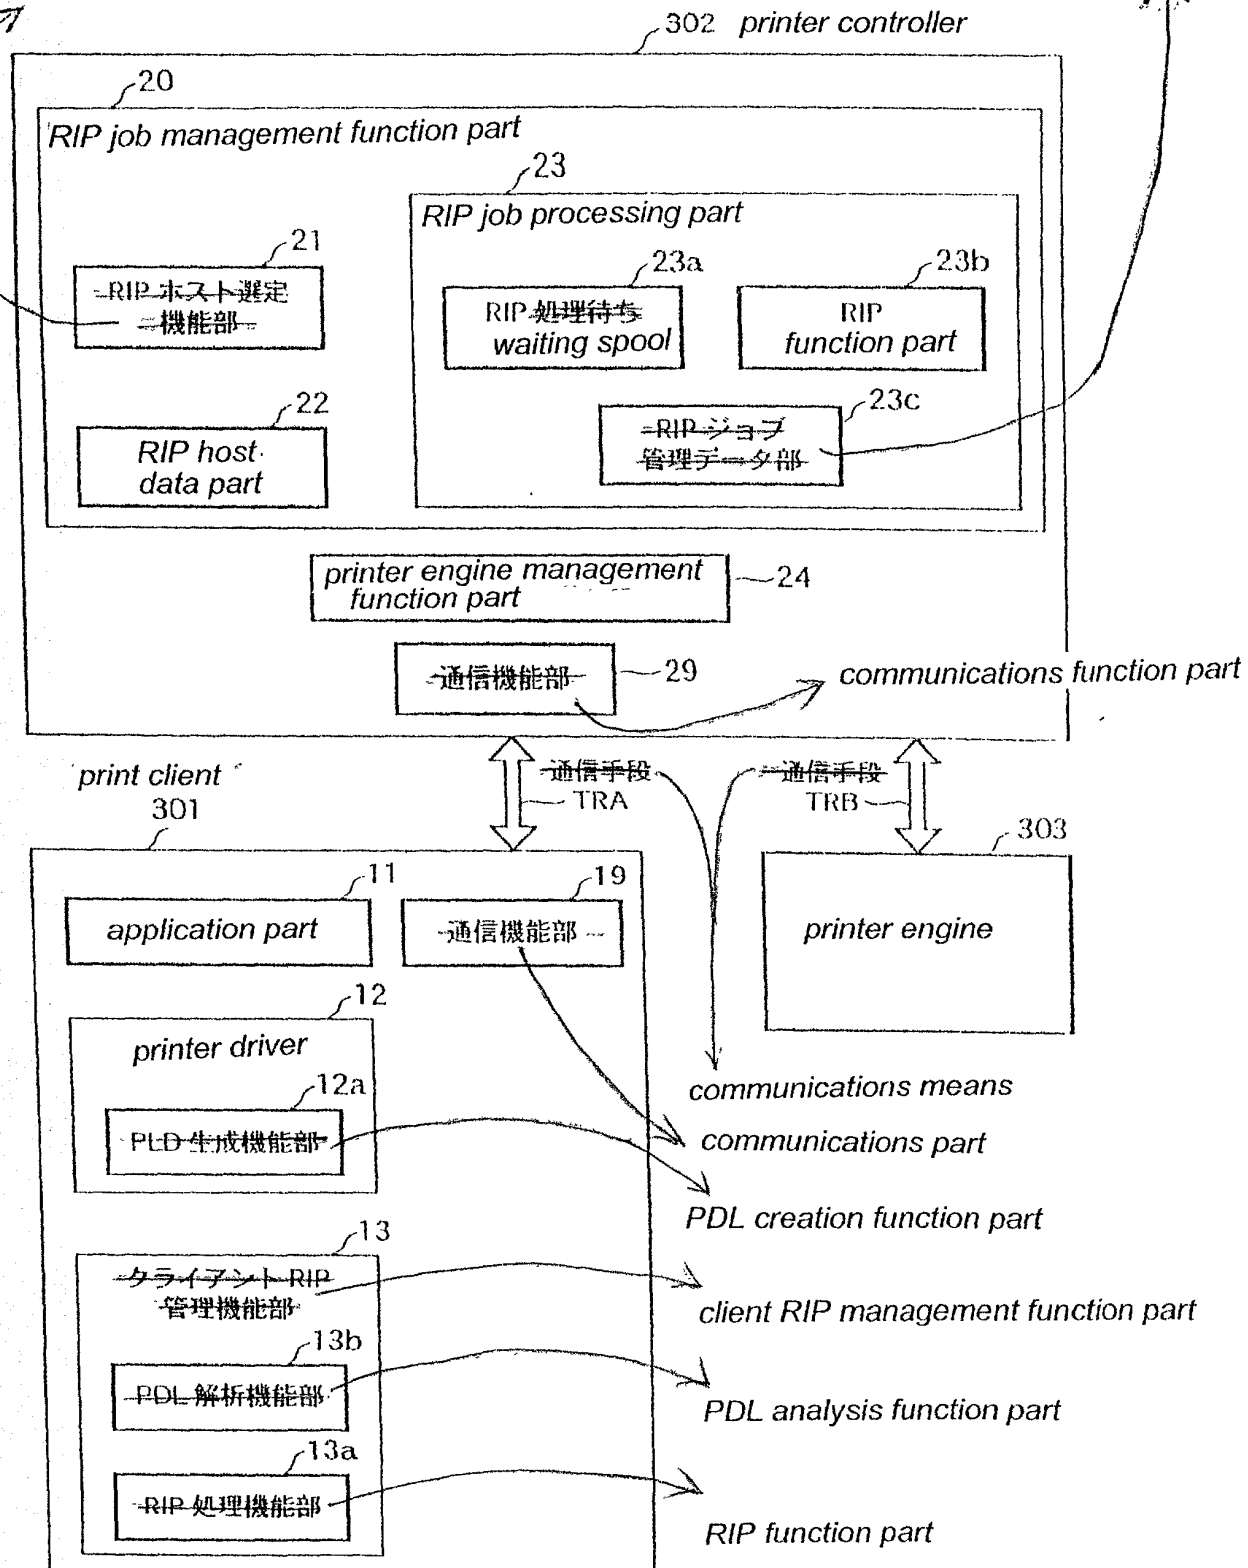 302 printer controller
20
RIP job management function part
23
RIP job processing part
21
RIP ホスト選定
機能部
23a
RIP 処理待ち
waiting spool
23b
RIP
function part
22
RIP host
data part
23c
RIP ジョブ
管理データ部
printer engine management
function part
24
通信機能部
29
communications function part
print client
301
通信手段
TRA
通信手段
TRB
303
printer engine
11
application part
19
通信機能部
12
printer driver
12a
PLD 生成機能部
communications means
communications part
PDL creation function part
13
クライアント RIP
管理機能部
client RIP management function part
13b
PDL 解析機能部
PDL analysis function part
13a
RIP 処理機能部
RIP function part